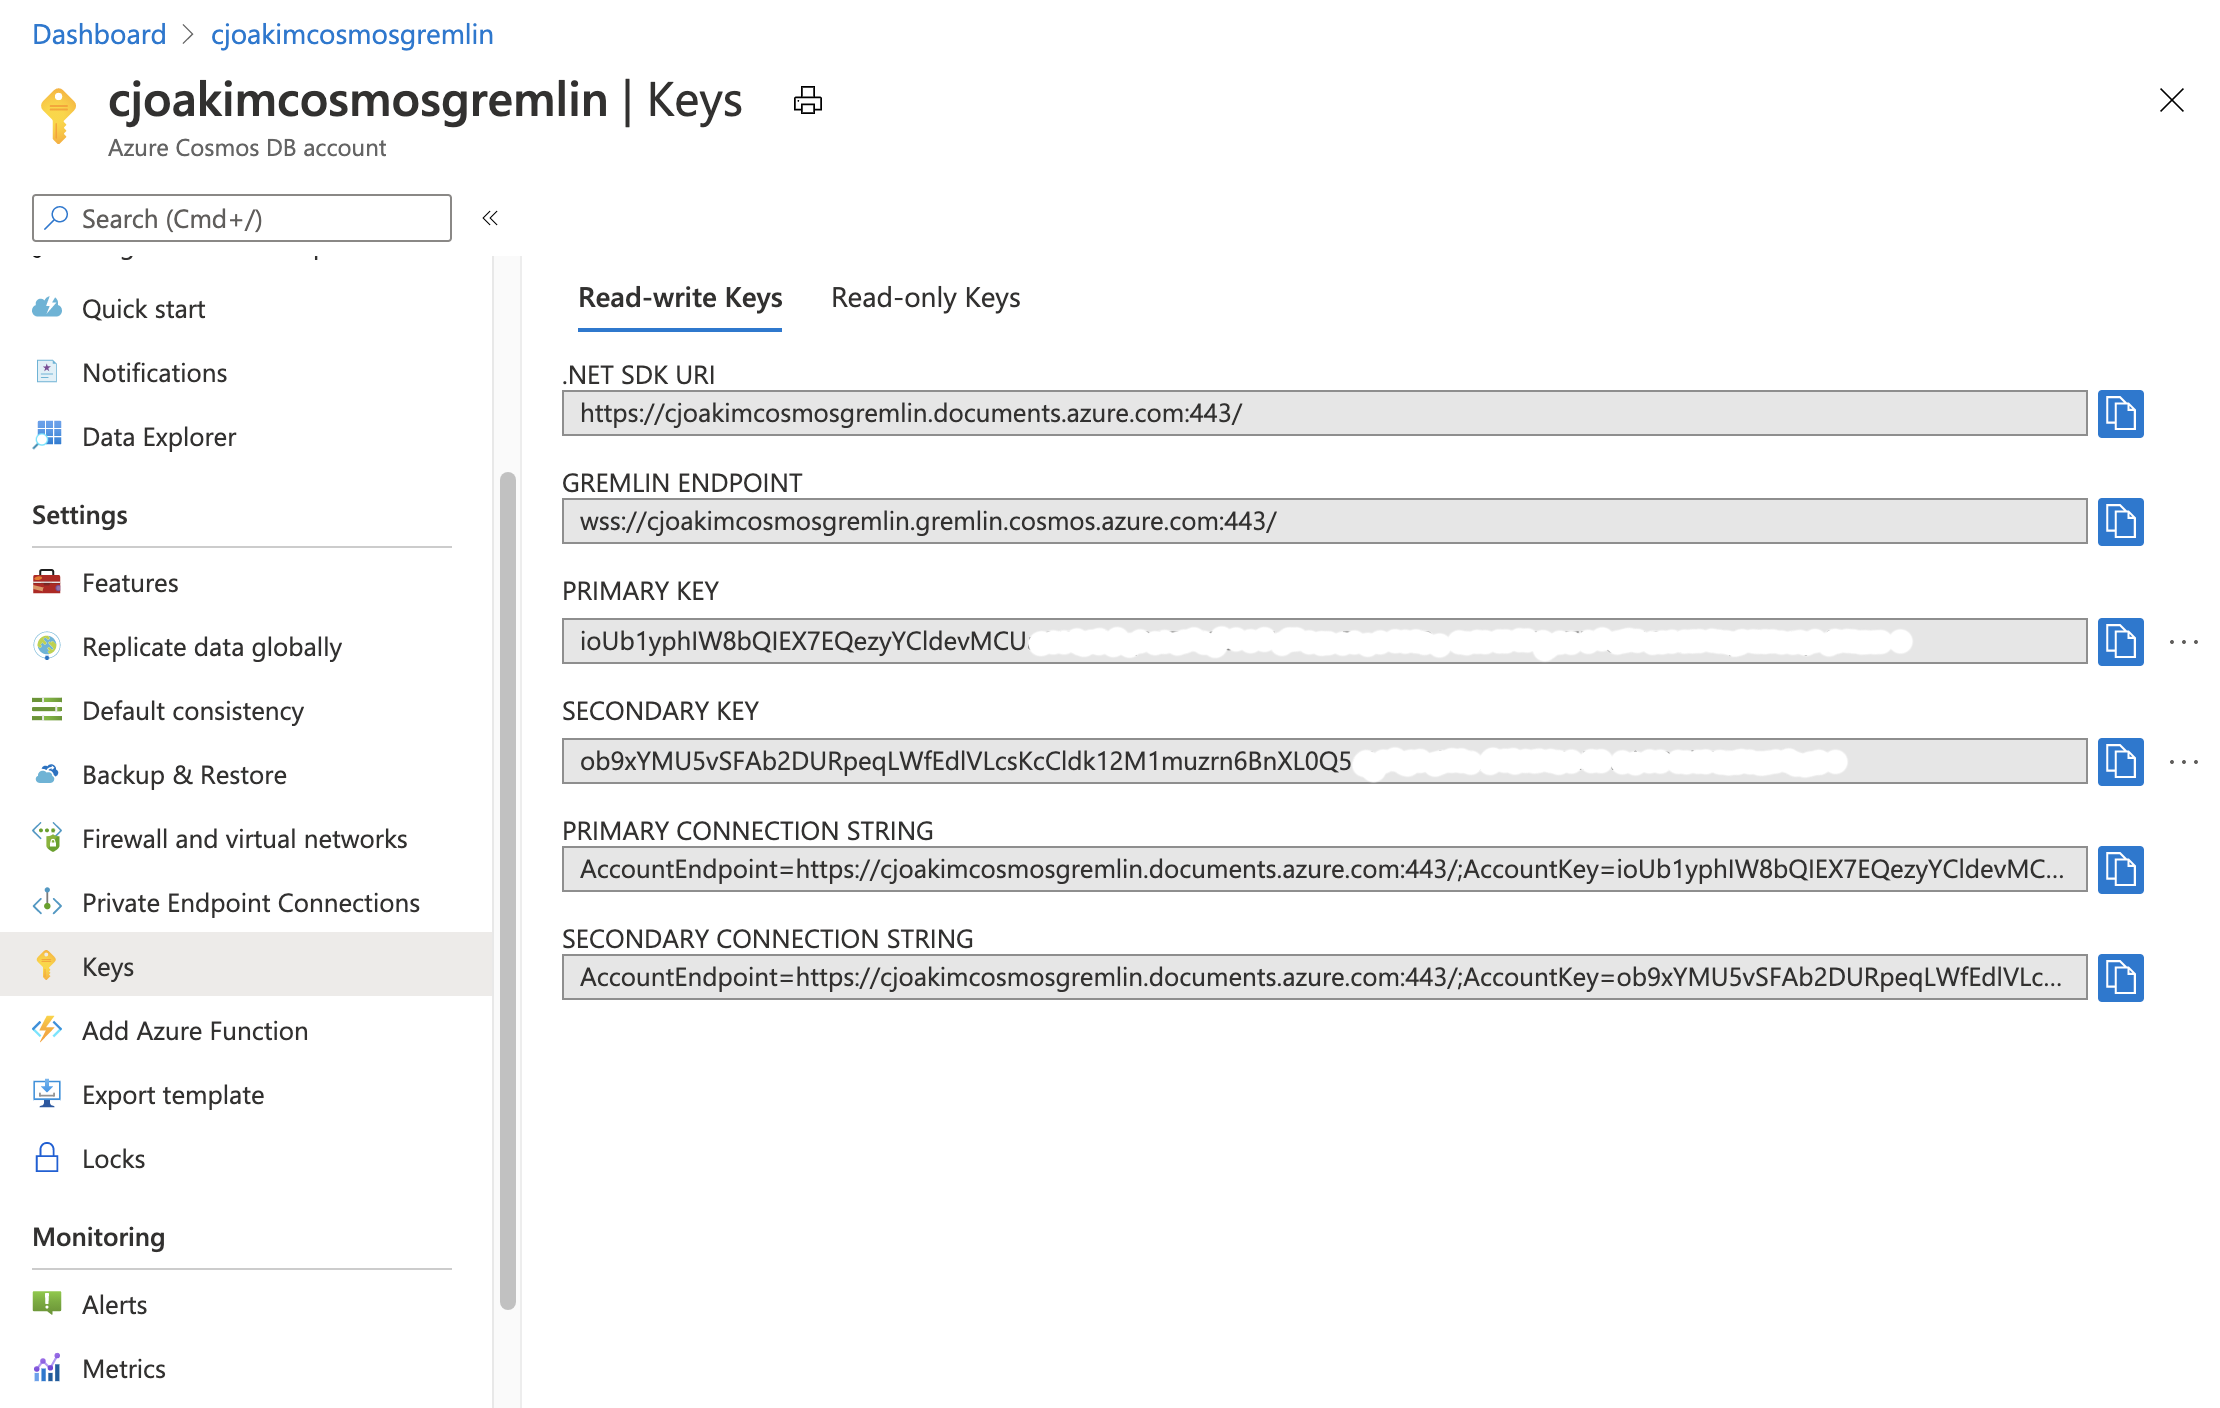 Dashboard > cjoakimcosmosgremlin
cjoakimcosmosgremlin | Keys
Azure Cosmos DB account
Search (Cmd+/)
Quick start
Notifications
Data Explorer
Settings
Features
Replicate data globally
Default consistency
Backup & Restore
Firewall and virtual networks
Private Endpoint Connections
Keys
Add Azure Function
Export template
Locks
Monitoring
Alerts
Metrics
Read-write Keys Read-only Keys
.NET SDK URI
https://cjoakimcosmosgremlin.documents.azure.com:443/
GREMLIN ENDPOINT
wss://cjoakimcosmosgremlin.gremlin.cosmos.azure.com:443/
PRIMARY KEY
ioUb1yphIW8bQIEX7EQezyYCldevMCU
SECONDARY KEY
ob9xYMU5vSFAb2DURpeqLWfEdlVLcsKcCldk12M1muzrn6BnXL0Q5
PRIMARY CONNECTION STRING
AccountEndpoint=https://cjoakimcosmosgremlin.documents.azure.com:443/;AccountKey=ioUb1yphIW8bQIEX7EQezyYCldevMC...
SECONDARY CONNECTION STRING
AccountEndpoint=https://cjoakimcosmosgremlin.documents.azure.com:443/;AccountKey=ob9xYMU5vSFAb2DURpeqLWfEdlVLc...